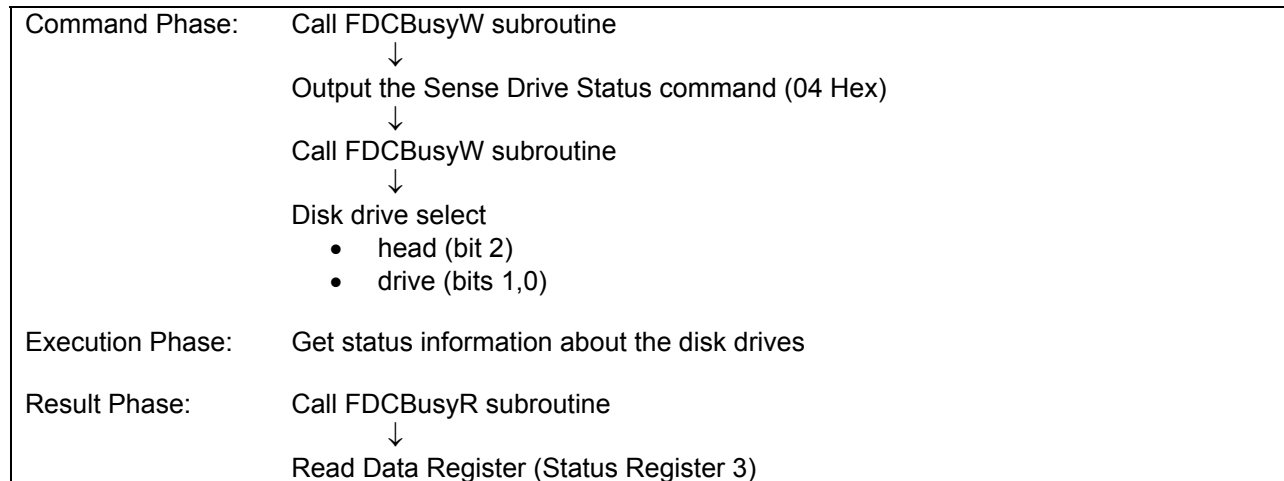 Command Phase: Call FDCBusyW subroutine
↓
Output the Sense Drive Status command (04 Hex)
↓
Call FDCBusyW subroutine
↓
Disk drive select
• head (bit 2)
• drive (bits 1,0)
Execution Phase: Get status information about the disk drives
Result Phase: Call FDCBusyR subroutine
↓
Read Data Register (Status Register 3)